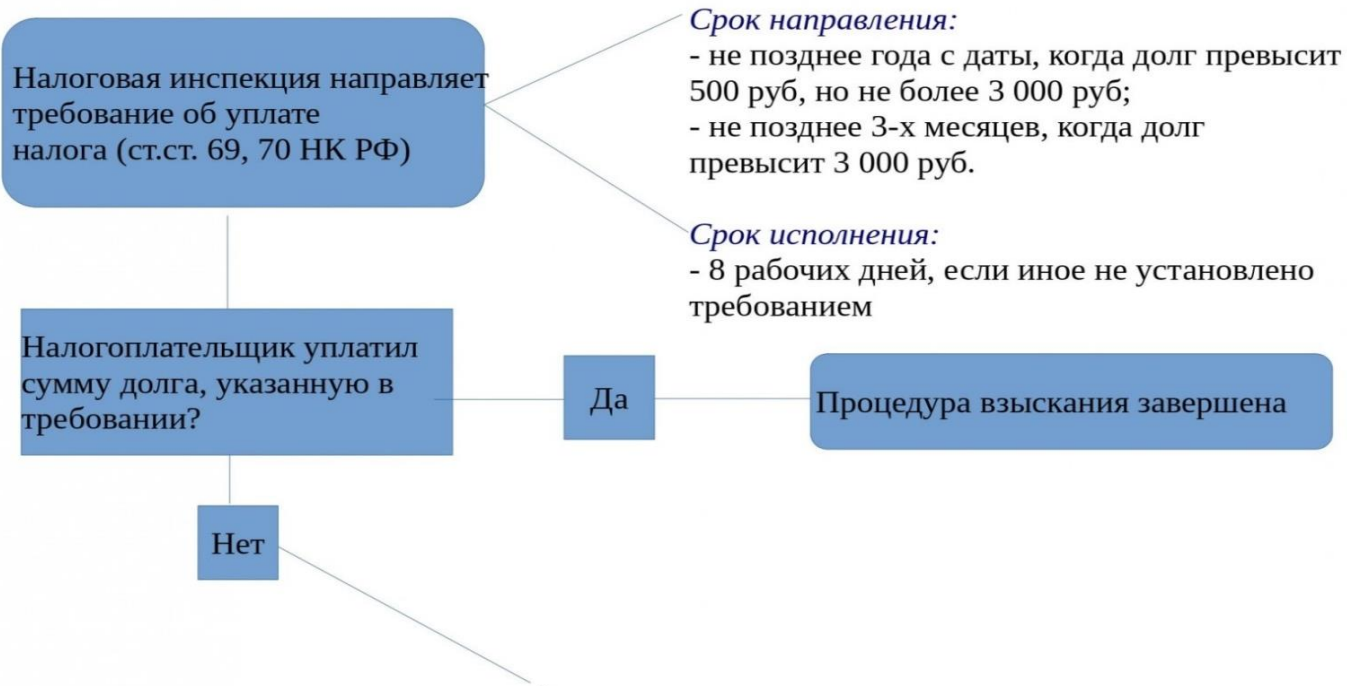 Налоговая инспекция направляет
требование об уплате
налога (ст.ст. 69, 70 НК РФ)
Срок направления:
- не позднее года с даты, когда долг превысит
500 руб, но не более 3 000 руб;
- не позднее 3-х месяцев, когда долг
превысит 3 000 руб.
Срок исполнения:
- 8 рабочих дней, если иное не установлено
требованием
Налогоплательщик уплатил
сумму долга, указанную в
требовании?
Да
Процедура взыскания завершена
Нет